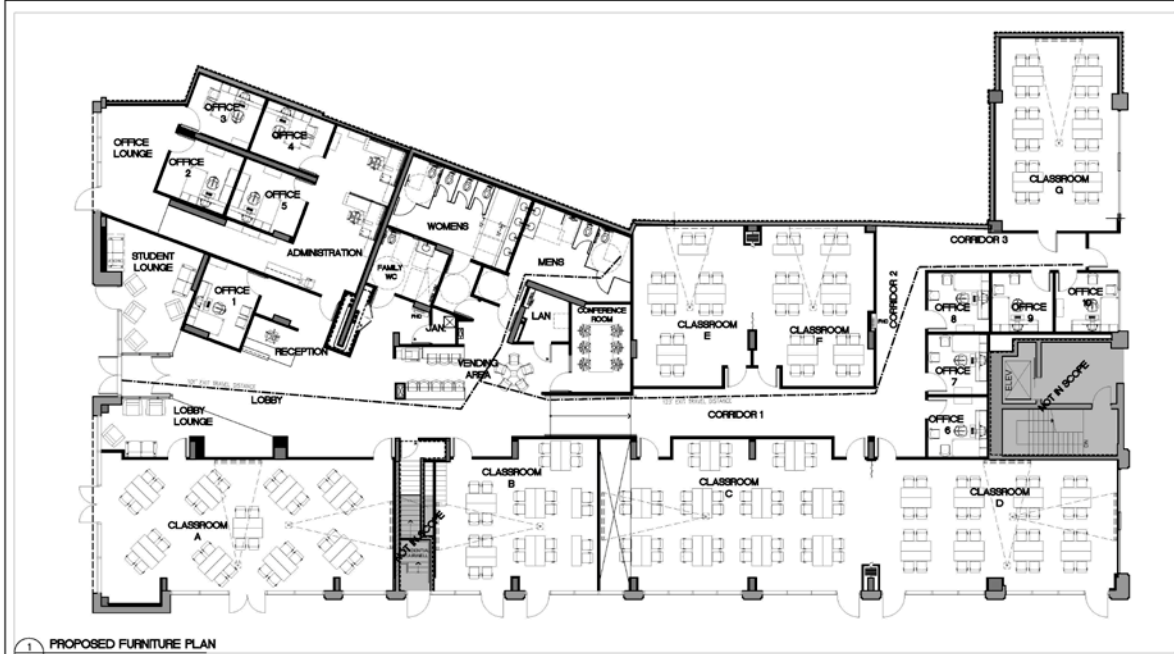 OFFICE
3
OFFICE
4
OFFICE
LOUNGE
OFFICE
2
OFFICE
5
CLASSROOM
G
WOMENS
MENS
ADMINISTRATION
STUDENT
LOUNGE
FAMILY
WC
CORRIDOR 3
CORRIDOR 2
OFFICE
1
OFFICE
8
OFFICE
9
OFFICE
10
LAN
CONFERENCE
ROOM
JAN.
CLASSROOM
E
CLASSROOM
F
RECEPTION
VENDING
AREA
OFFICE
7
ELEV
NOT IN SCOPE
LOBBY
LOBBY
LOUNGE
CORRIDOR 1
OFFICE
6
CLASSROOM
A
CLASSROOM
B
CLASSROOM
C
CLASSROOM
D
NOT IN SCOPE
1 PROPOSED FURNITURE PLAN